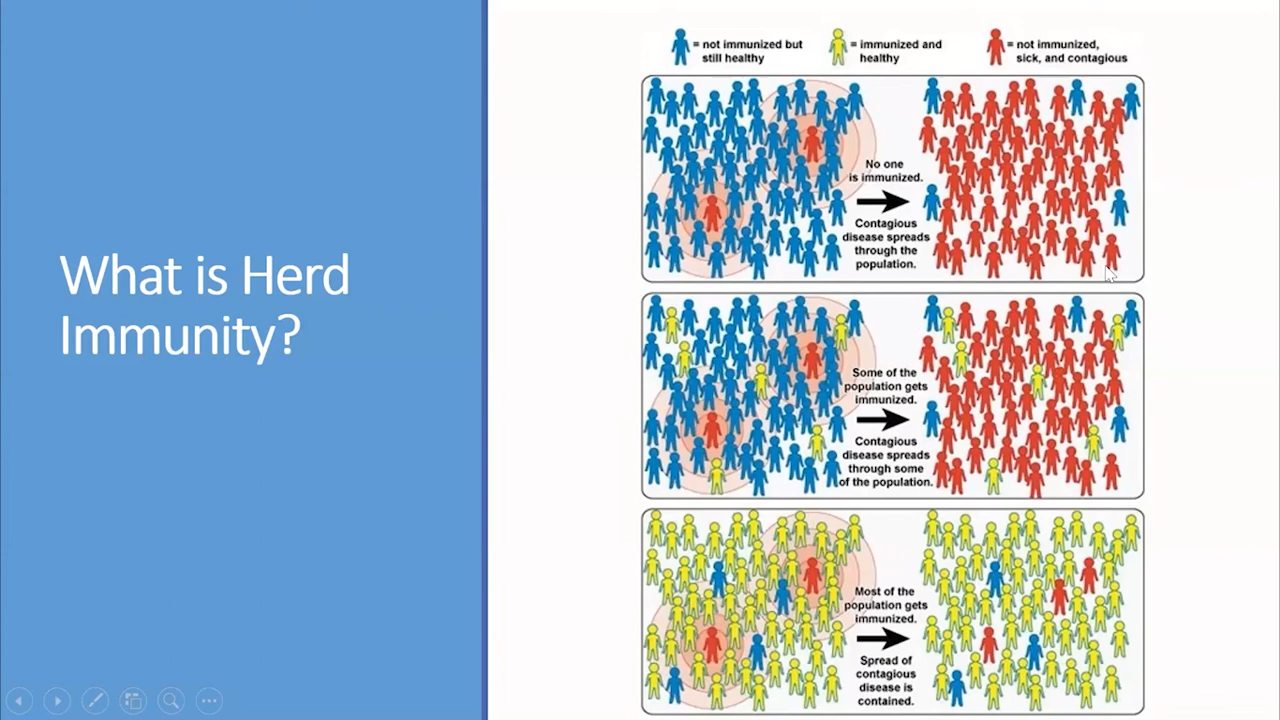 What is Herd
Immunity?
= not immunized but
still healthy
= immunized and
healthy
= not immunized,
sick, and contagious
No one
is immunized.
Contagious
disease spreads
through the
population.
Some of the
population gets
immunized.
Contagious
disease spreads
through some
of the population.
Most of the
population gets
immunized.
Spread of
contagious
disease is
contained.